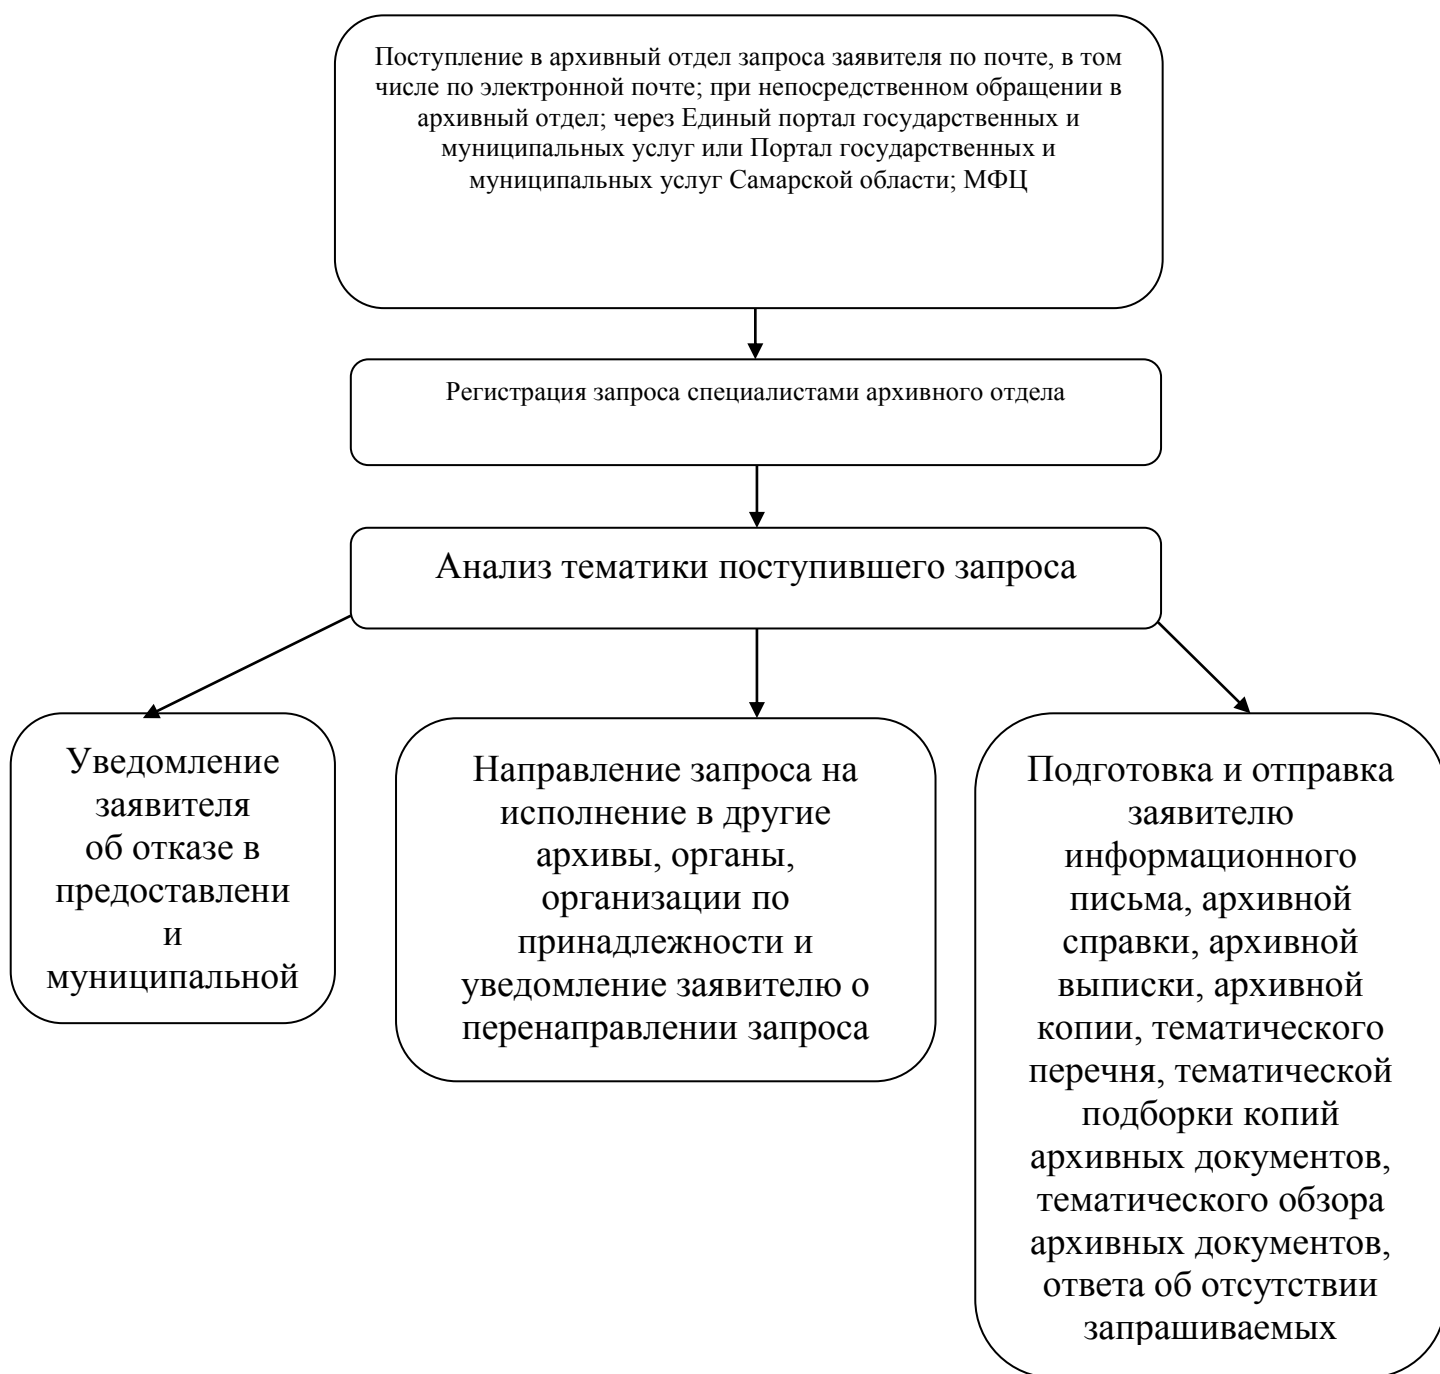 Поступление в архивный отдел запроса заявителя по почте, в том
числе по электронной почте; при непосредственном обращении в
архивный отдел; через Единый портал государственных и
муниципальных услуг или Портал государственных и
муниципальных услуг Самарской области; МФЦ
Регистрация запроса специалистами архивного отдела
Анализ тематики поступившего запроса
Уведомление
заявителя
об отказе в
предоставлени
и
муниципальной
Направление запроса на
исполнение в другие
архивы, органы,
организации по
принадлежности и
уведомление заявителю о
перенаправлении запроса
Подготовка и отправка
заявителю
информационного
письма, архивной
справки, архивной
выписки, архивной
копии, тематического
перечня, тематической
подборки копий
архивных документов,
тематического обзора
архивных документов,
ответа об отсутствии
запрашиваемых